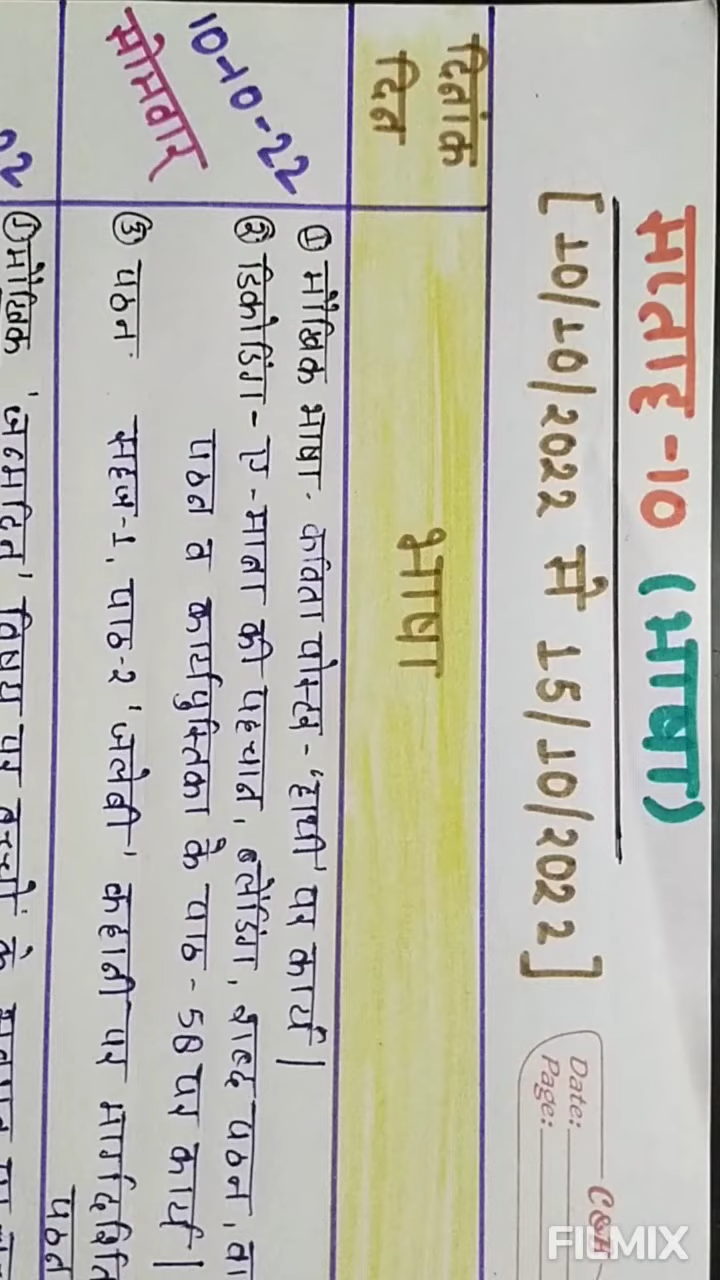 सप्ताह-10 (भाषा)
[10/10/2022 से 15/10/2022]
Date:
Page:
C&H
दिनांक
दिन
भाषा
10-10-22
सोमवार
① मौखिक भाषा- कविता पोस्टर- 'हाथी' पर कार्य।
② डिकोडिंग- ए-मात्रा की पहचान, ब्लेंडिंग, शब्द पठन, वा
पठन व कार्यपुस्तिका के पाठ-58 पर कार्य।
③ पठन- सहज-1, पाठ-2 'जलेबी' कहानी पर मार्गदर्शित
पठन
① मौखिक 'जन्मदिन' विषय पर बच्चों के
FILMIX